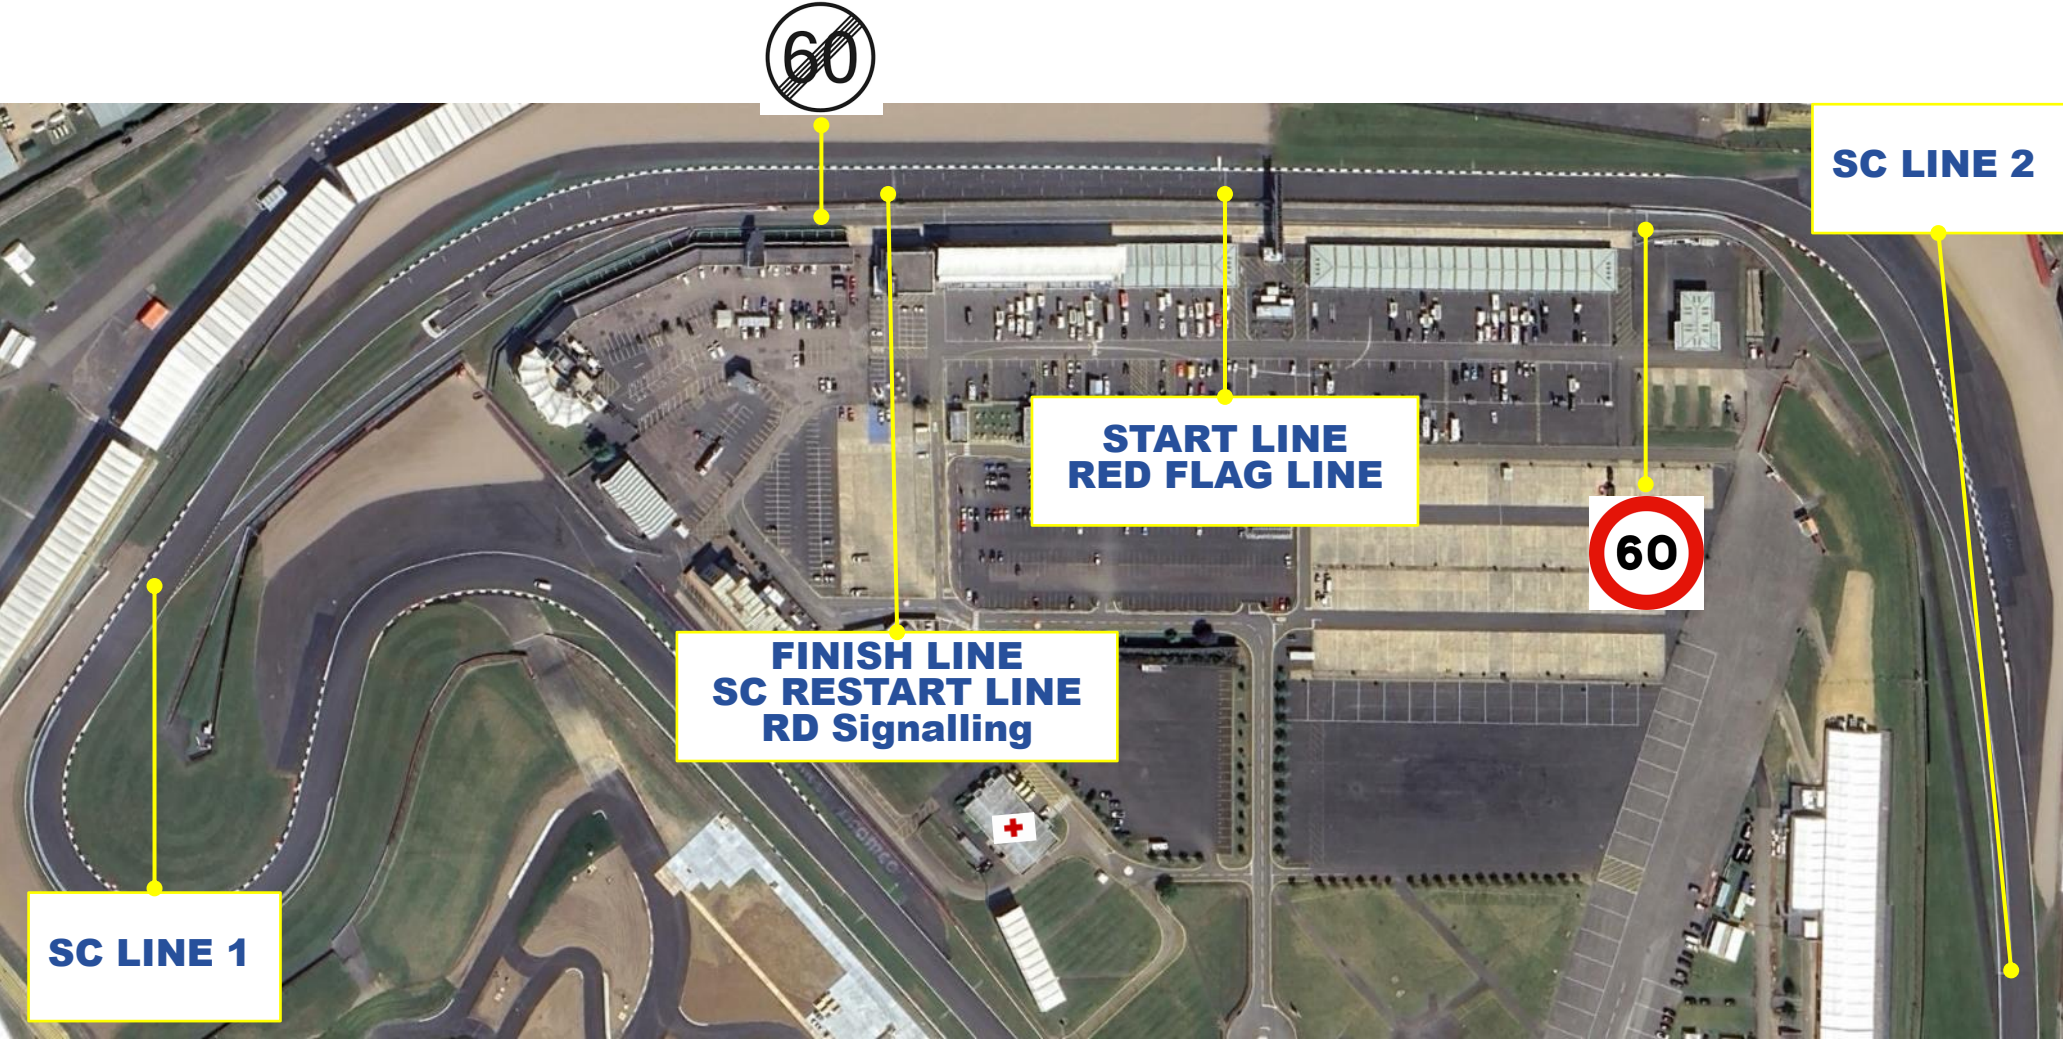 60
SC LINE 2
START LINE
RED FLAG LINE
60
FINISH LINE
SC RESTART LINE
RD Signalling
SC LINE 1